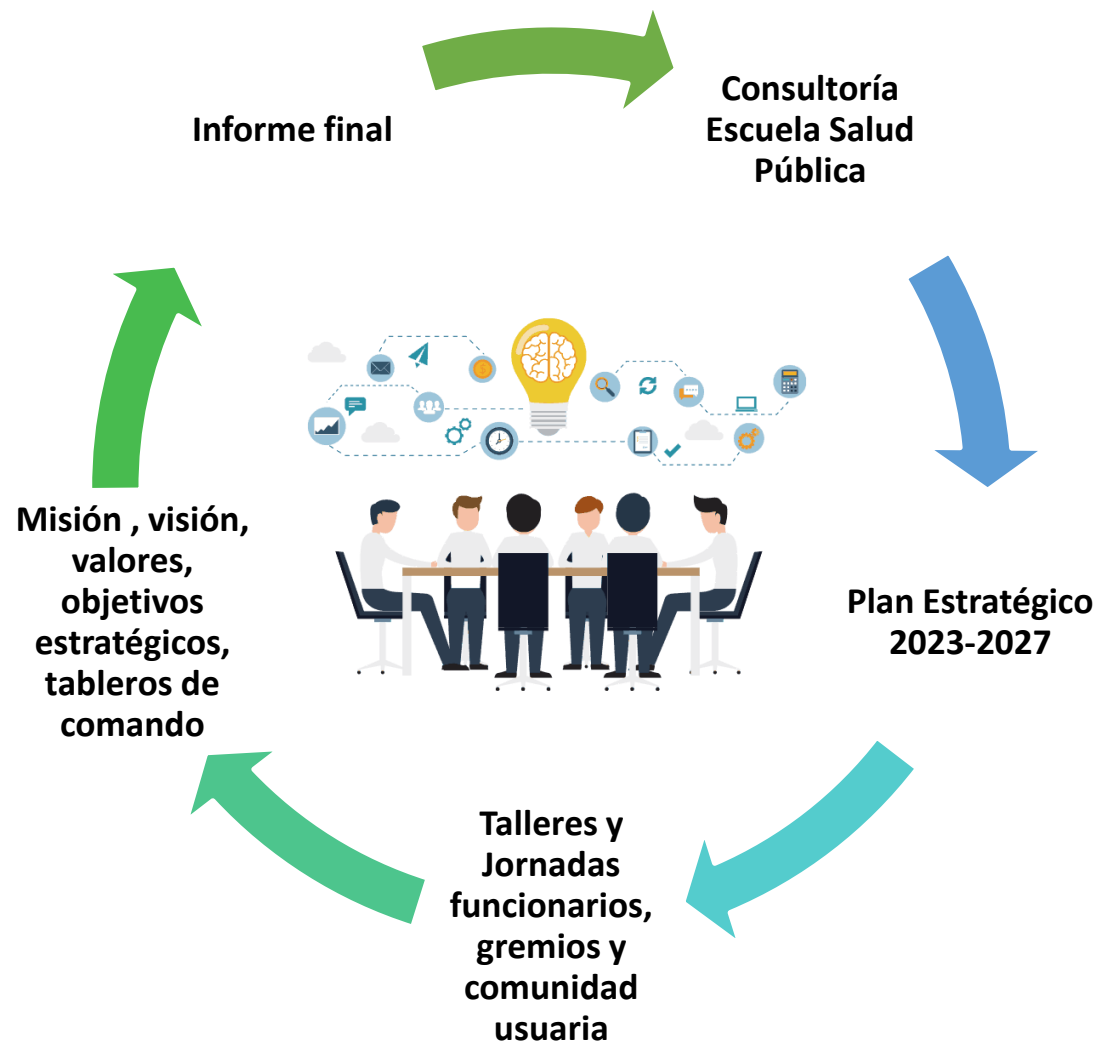 Informe final
Consultoría
Escuela Salud
Pública
Plan Estratégico
2023-2027
Talleres y
Jornadas
funcionarios,
gremios y
comunidad
usuaria
Misión , visión,
valores,
objetivos
estratégicos,
tableros de
comando